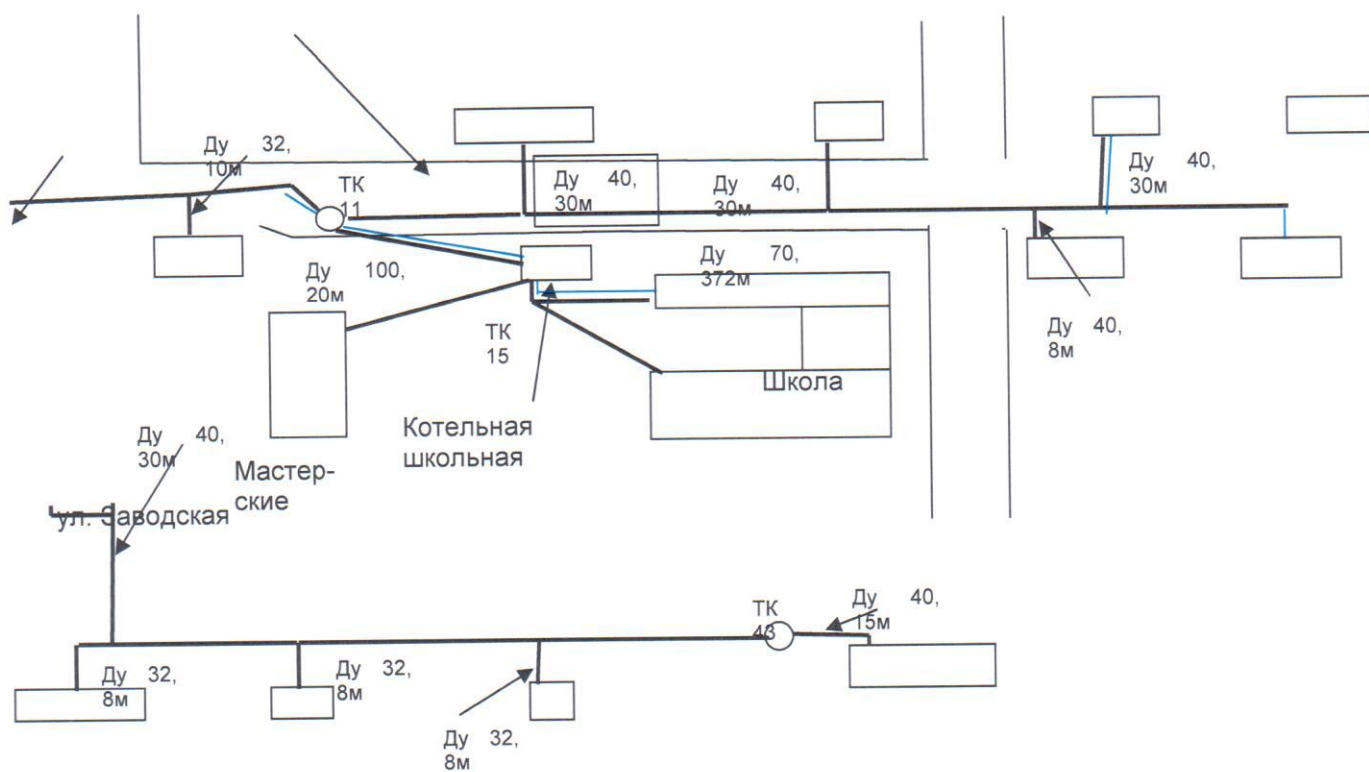 Ду 32,
10м
ТК
11
Ду 40,
30м
Ду 40,
30м
Ду 40,
30м
Ду 100,
20м
Ду 70,
372м
ТК
15
Ду 40,
8м
Школа
Котельная
школьная
Ду 40,
30м
Мастер-
ские
ул. Заводская
ТК
43
Ду 40,
15м
Ду 32,
8м
Ду 32,
8м
Ду 32,
8м